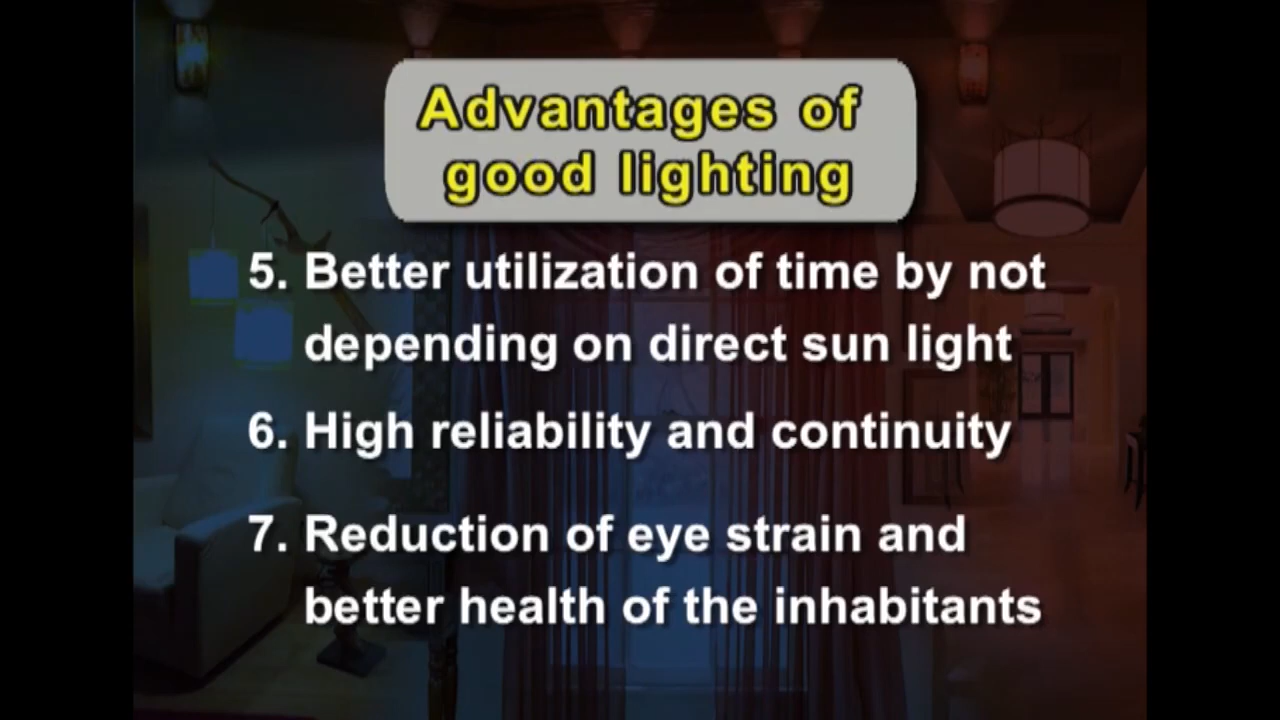 Advantages of
good lighting
5. Better utilization of time by not
depending on direct sun light
6. High reliability and continuity
7. Reduction of eye strain and
better health of the inhabitants